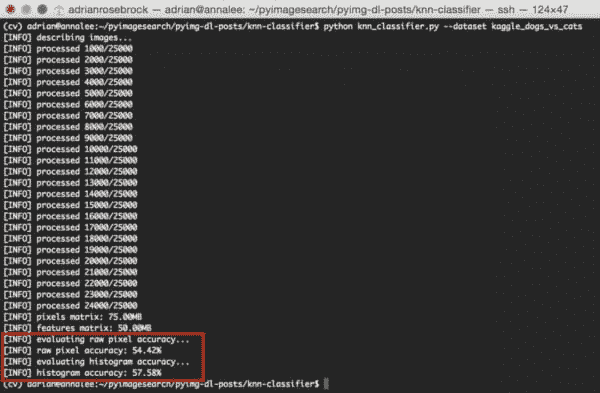 adrianrosebrock — adrian@annalee: ~/pyimagesearch/pyimg-dl-posts/knn-classifier — ssh — 124×47
(cv) adrian@annalee:~/pyimagesearch/pyimg-dl-posts/knn-classifier$ python knn_classifier.py --dataset kaggle_dogs_vs_cats
[INFO] describing images...
[INFO] processed 1000/25000
[INFO] processed 2000/25000
[INFO] processed 3000/25000
[INFO] processed 4000/25000
[INFO] processed 5000/25000
[INFO] processed 6000/25000
[INFO] processed 7000/25000
[INFO] processed 8000/25000
[INFO] processed 9000/25000
[INFO] processed 10000/25000
[INFO] processed 11000/25000
[INFO] processed 12000/25000
[INFO] processed 13000/25000
[INFO] processed 14000/25000
[INFO] processed 15000/25000
[INFO] processed 16000/25000
[INFO] processed 17000/25000
[INFO] processed 18000/25000
[INFO] processed 19000/25000
[INFO] processed 20000/25000
[INFO] processed 21000/25000
[INFO] processed 22000/25000
[INFO] processed 23000/25000
[INFO] processed 24000/25000
[INFO] pixels matrix: 75.00MB
[INFO] features matrix: 50.00MB
[INFO] evaluating raw pixel accuracy...
[INFO] raw pixel accuracy: 54.42%
[INFO] evaluating histogram accuracy...
[INFO] histogram accuracy: 57.58%
(cv) adrian@annalee:~/pyimagesearch/pyimg-dl-posts/knn-classifier$